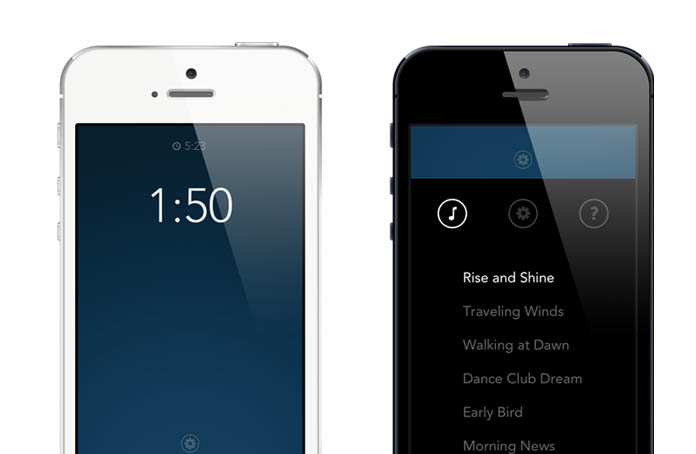 5:23
1:50
?
Rise and Shine
Traveling Winds
Walking at Dawn
Dance Club Dream
Early Bird
Morning News